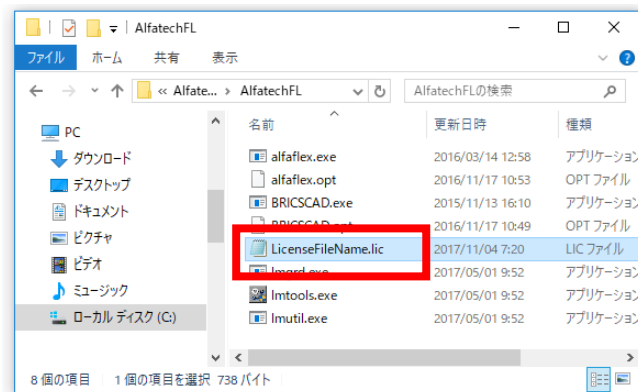 AlfatechFL
ファイル ホーム 共有 表示
« Alfate... › AlfatechFL AlfatechFLの検索
名前 更新日時 種類
PC
ダウンロード
デスクトップ
ドキュメント
ピクチャ
ビデオ
ミュージック
ローカル ディスク (C:)
alfaflex.exe 2016/03/14 12:58 アプリケーション
alfaflex.opt 2016/11/17 10:53 OPT ファイル
BRICSCAD.exe 2015/11/13 16:10 アプリケーション
BRICSCAD.opt 2016/11/17 10:49 OPT ファイル
LicenseFileName.lic 2017/11/04 7:20 LIC ファイル
lmgrd.exe 2017/05/01 9:52 アプリケーション
lmtools.exe 2017/05/01 9:52 アプリケーション
lmutil.exe 2017/05/01 9:52 アプリケーション
8 個の項目 1 個の項目を選択 738 バイト